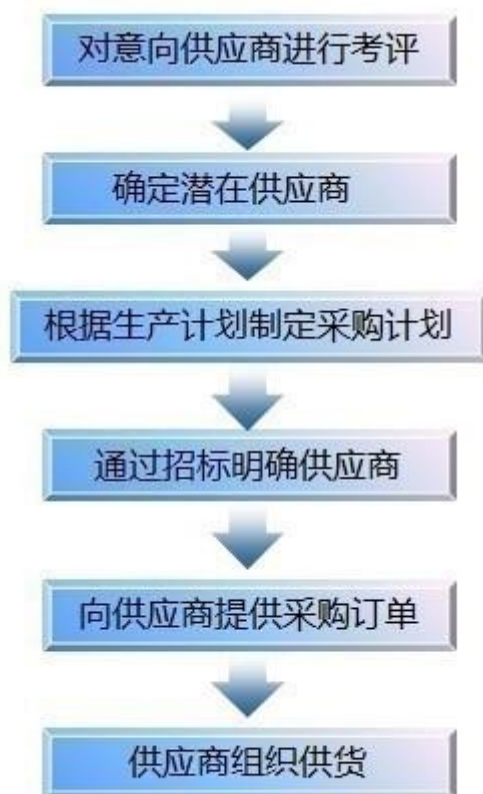 对意向供应商进行考评
确定潜在供应商
根据生产计划制定采购计划
通过招标明确供应商
向供应商提供采购订单
供应商组织供货